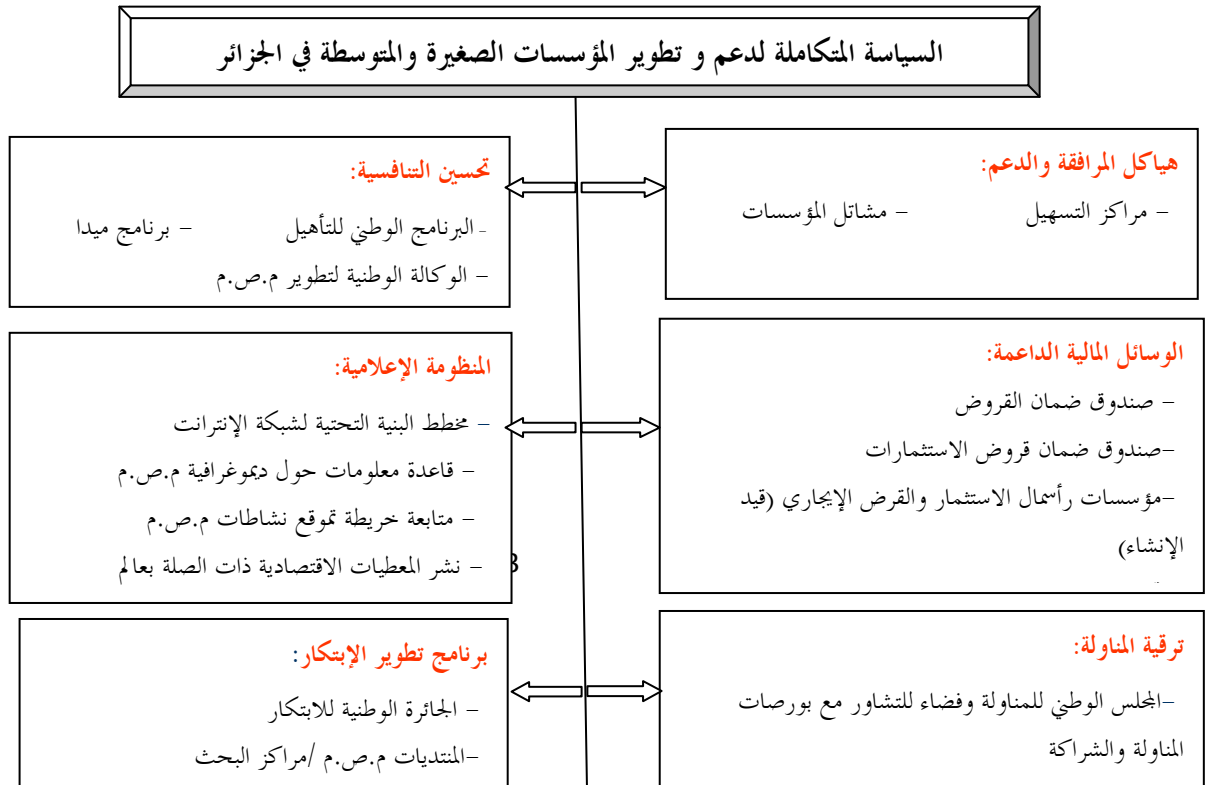 السياسة المتكاملة لدعم و تطوير المؤسسات الصغيرة والمتوسطة في الجزائر
هياكل المرافقة والدعم:
– مراكز التسهيل – مشاتل المؤسسات
تحسين التنافسية:
- البرنامج الوطني للتأهيل – برنامج ميدا
– الوكالة الوطنية لتطوير م.ص.م
الوسائل المالية الداعمة:
– صندوق ضمان القروض
–صندوق ضمان قروض الاستثمارات
–مؤسسات رأسمال الاستثمار والقرض الإيجاري (قيد
الإنشاء)
المنظومة الإعلامية:
– مخطط البنية التحتية لشبكة الإنترانت
– قاعدة معلومات حول ديموغرافية م.ص.م
– متابعة خريطة تموقع نشاطات م.ص.م
– نشر المعطيات الاقتصادية ذات الصلة بعالم
ترقية المناولة:
–المجلس الوطني للمناولة وفضاء للتشاور مع بورصات
المناولة والشراكة
برنامج تطوير الإبتكار:
– الجائرة الوطنية للابتكار
–المنتديات م.ص.م /مراكز البحث